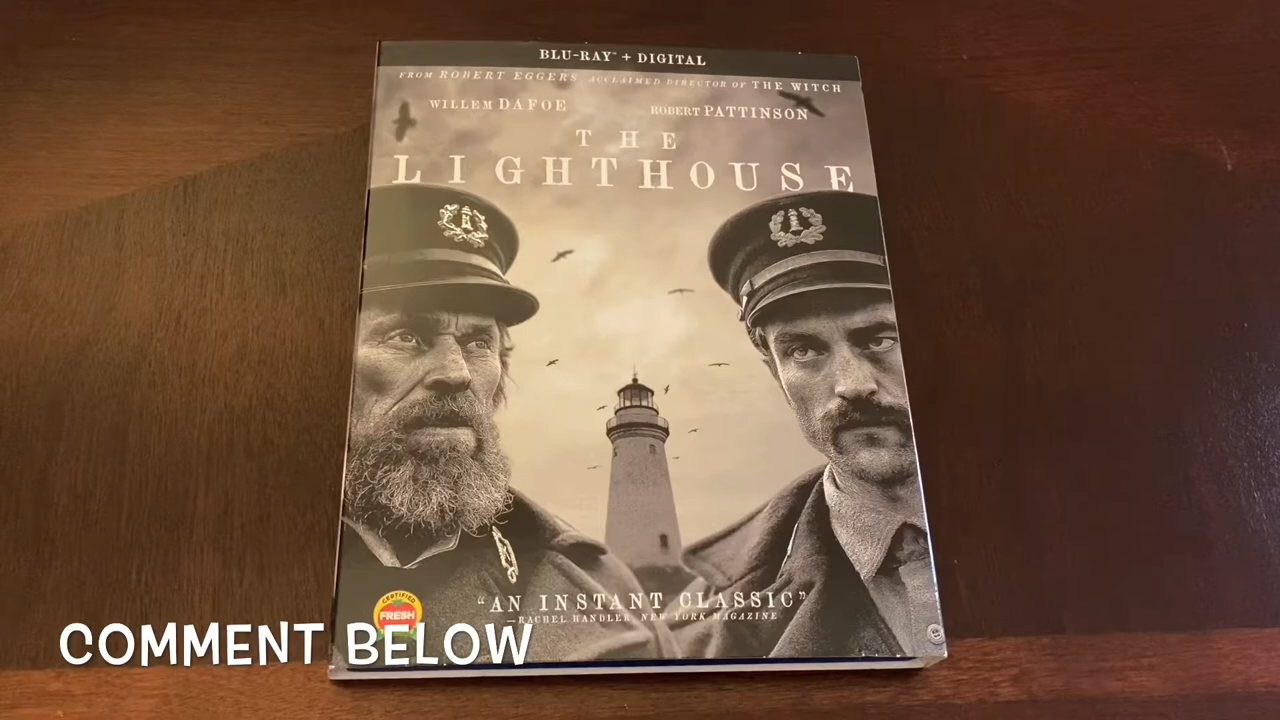 BLU-RAY™ + DIGITAL
FROM ROBERT EGGERS, ACCLAIMED DIRECTOR OF THE WITCH
WILLEM DAFOE ROBERT PATTINSON
THE
LIGHTHOUSE
"AN INSTANT CLASSIC"
—RACHEL HANDLER, NEW YORK MAGAZINE
CERTIFIED
FRESH
COMMENT BELOW